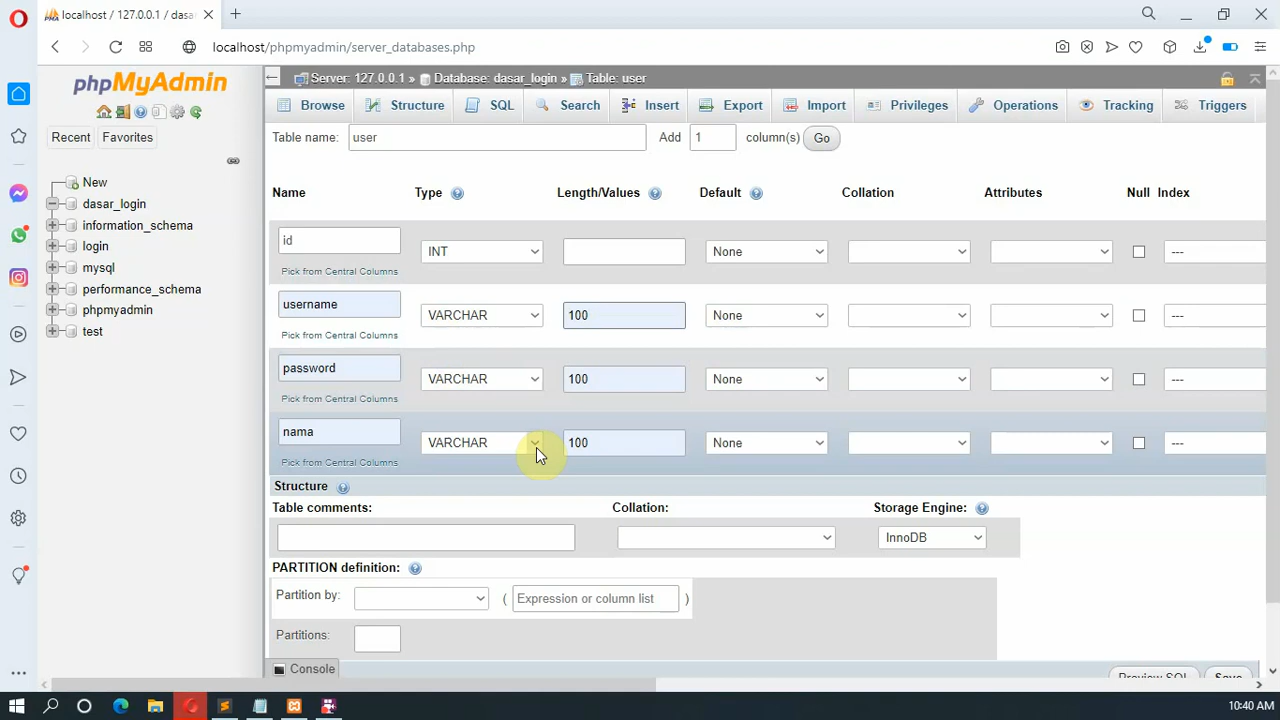 localhost / 127.0.0.1 / dasa
localhost/phpmyadmin/server_databases.php
phpMyAdmin
Recent
Favorites
New
dasar_login
information_schema
login
mysql
performance_schema
phpmyadmin
test
Server: 127.0.0.1 » Database: dasar_login » Table: user
Browse Structure SQL Search Insert Export Import Privileges Operations Tracking Triggers
Table name: user Add 1 column(s) Go
Name Type Length/Values Default Collation Attributes Null Index
id INT None ---
Pick from Central Columns
username VARCHAR 100 None ---
Pick from Central Columns
password VARCHAR 100 None ---
Pick from Central Columns
nama VARCHAR 100 None ---
Pick from Central Columns
Structure
Table comments: Collation: Storage Engine:
InnoDB
PARTITION definition:
Partition by: ( Expression or column list )
Partitions:
Console
Preview SQL Save
10:40 AM